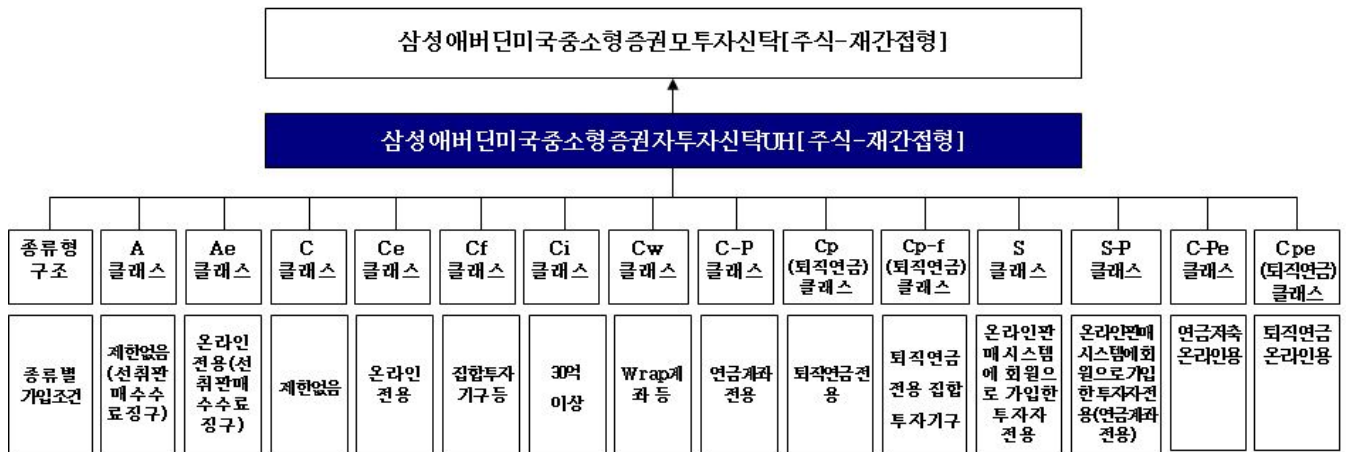 삼성애버딘미국중소형증권모투자신탁[주식-재간접형]
삼성애버딘미국중소형증권자투자신탁UH[주식-재간접형]
종류형
구조
A
클래스
Ae
클래스
C
클래스
Ce
클래스
Cf
클래스
Ci
클래스
Cw
클래스
C-P
클래스
Cp
(퇴직연금)
클래스
Cp-f
(퇴직연금)
클래스
S
클래스
S-P
클래스
C-Pe
클래스
Cpe
(퇴직연금)
클래스
종류별
가입조건
제한없음
(선취판
매수수
료징구)
온라인
전용(선
취판매
수수료
징구)
제한없음
온라인
전용
집합투자
기구등
30억
이상
Wrap계
좌 등
연금계좌
전용
퇴직연금전
용
퇴직연금
전용 집합
투자기구
온라인판
매시스템
에 회원으
로 가입한
투자자
전용
온라인판매
시스템에회
원으로가입
한투자자전
용(연금계좌
전용)
연금저축
온라인용
퇴직연금
온라인용